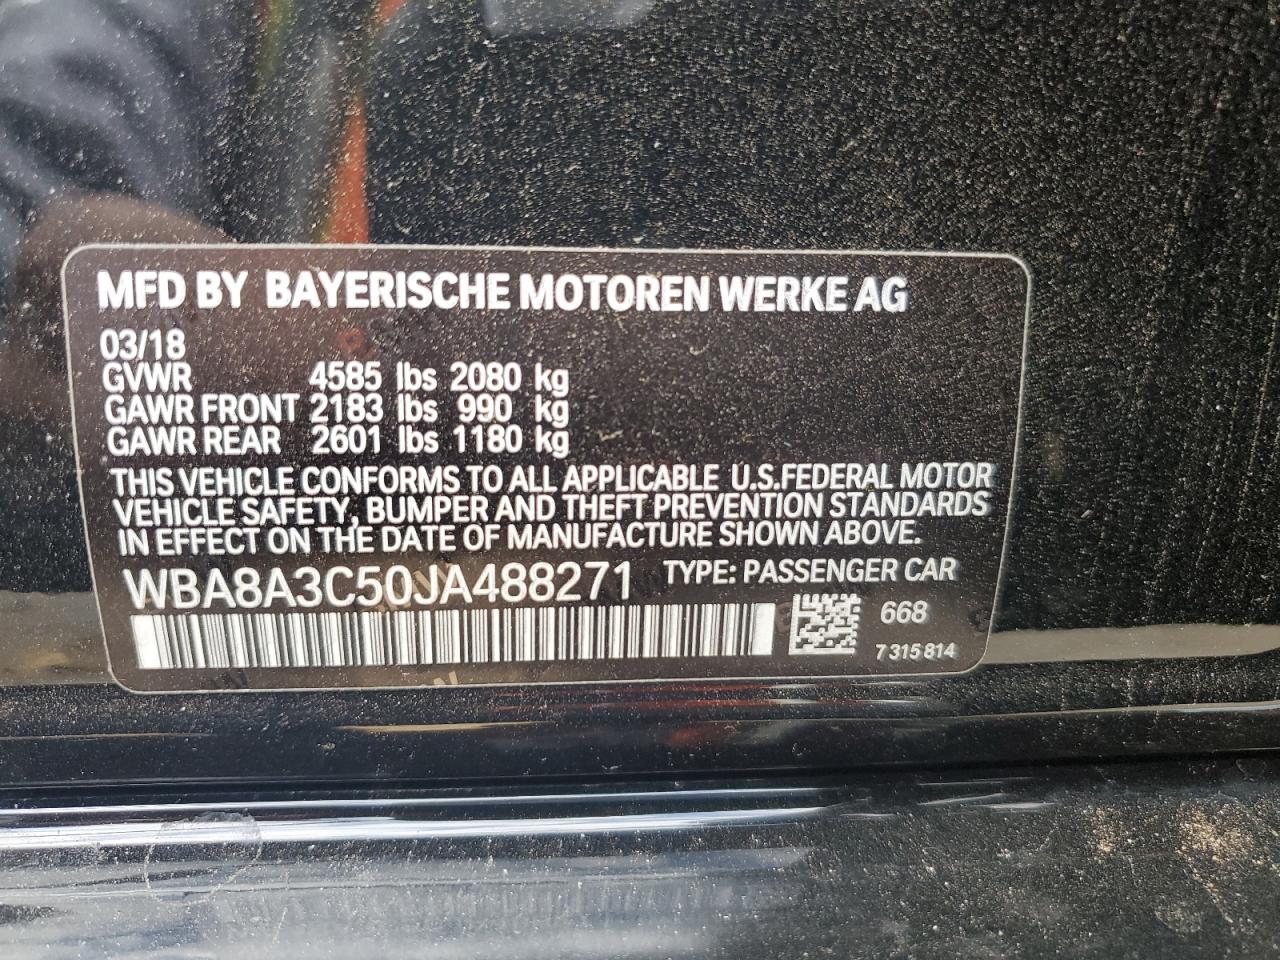 MFD BY BAYERISCHE MOTOREN WERKE AG
03/18
GVWR 4585 lbs 2080 kg
GAWR FRONT 2183 lbs 990 kg
GAWR REAR 2601 lbs 1180 kg
THIS VEHICLE CONFORMS TO ALL APPLICABLE U.S.FEDERAL MOTOR
VEHICLE SAFETY, BUMPER AND THEFT PREVENTION STANDARDS
IN EFFECT ON THE DATE OF MANUFACTURE SHOWN ABOVE.
WBA8A3C50JA488271 TYPE: PASSENGER CAR
668
7 315 814